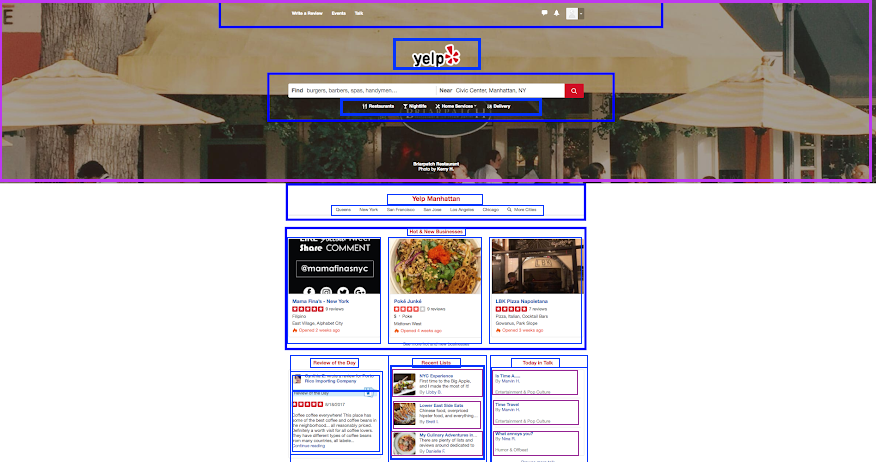 Write a Review Events Talk
yelp
Find burgers, barbers, spas, handymen... Near Civic Center, Manhattan, NY
Restaurants Nightlife Home Services Delivery
Brierpatch Restaurant
Photo by Kerry H.
Yelp Manhattan
Queens New York San Francisco San Jose Los Angeles Chicago More Cities
Hot & New Businesses
Share COMMENT
@mamafinasnyc
Mama Fina's - New York
9 reviews
Filipino
East Village, Alphabet City
Opened 2 weeks ago
Poké Junké
9 reviews
$ • Poke
Midtown West
Opened 4 weeks ago
LBK Pizza Napoletana
7 reviews
Pizza, Italian, Cocktail Bars
Gowanus, Park Slope
Opened 3 weeks ago
Review of the Day
Rico Importing Company
Review of the Day
8/16/2017
Coffee coffee everywhere! This place has
some of the best coffee and coffee beans in
the neighborhood... all reasonably priced.
definitely a worth visit for all coffee lovers.
They have different types of coffee beans
from many countries, all labels...
Continue reading
Recent Lists
NYC Experience
First time to the Big Apple,
and I made the most of it!
By Libby B.
Lower East Side Eats
Chinese food, overpriced
hipster food, and everything...
By Brett I.
My Culinary Adventures in...
There are plenty of lists and
reviews around dedicated to
By Danielle F.
Today in Talk
Is Time A....
By Marvin H.
Entertainment & Pop Culture
Time Travel
By Marvin H.
Entertainment & Pop Culture
What annoys you?
By Nina R.
Humor & Offbeat